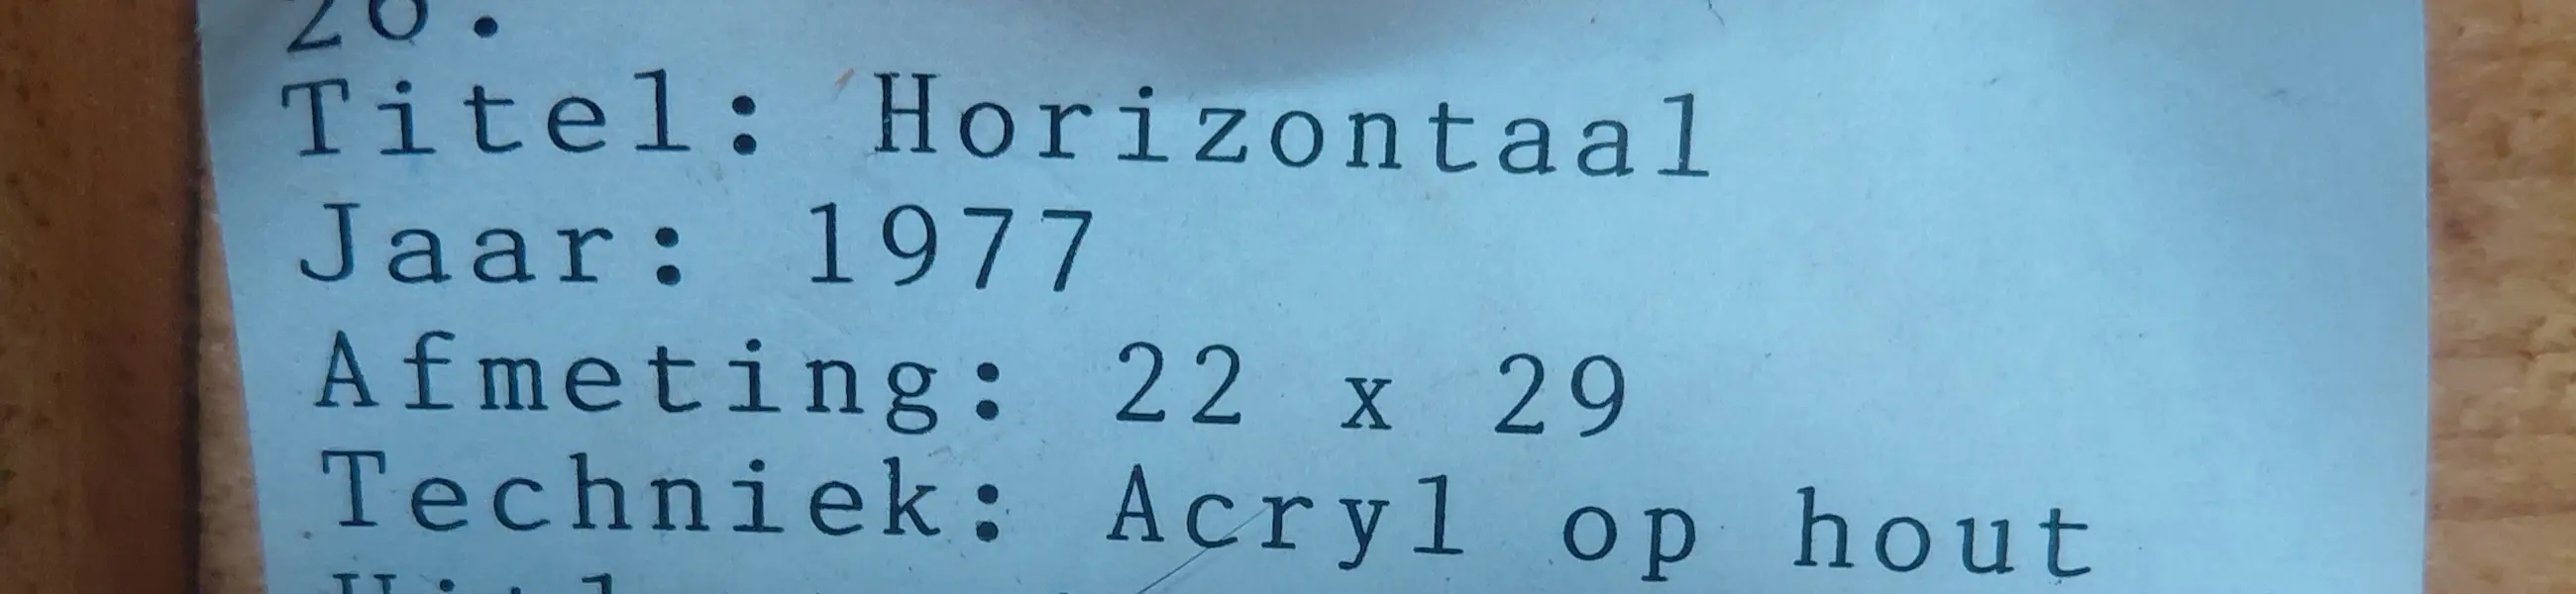 Titel: Horizontaal
Jaar: 1977
Afmeting: 22 x 29
Techniek: Acryl op hout